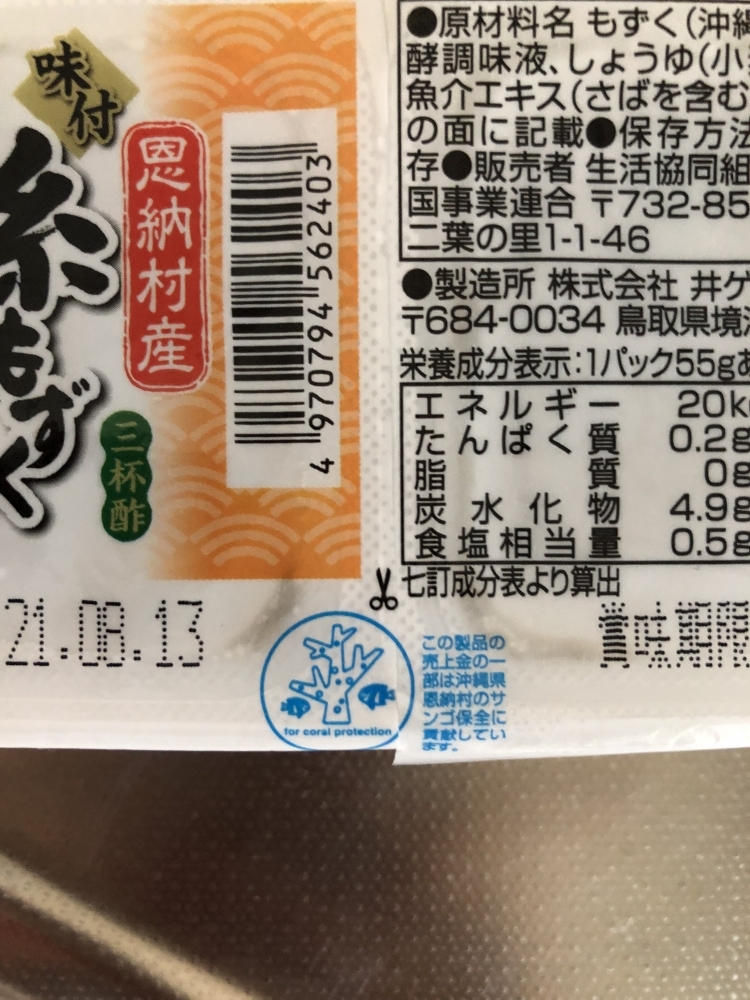 味付
糸もずく
恩納村産
三杯酢
4 970794 562403
21.08.13
●原材料名 もずく(沖縄
酵調味液、しょうゆ(小
魚介エキス(さばを含む
の面に記載●保存方法
存●販売者 生活協同組
国事業連合 〒732-85
二葉の里1-1-46
●製造所 株式会社 井ゲ
〒684-0034 鳥取県境
栄養成分表示:1パック55gあ
エネルギー 20k
たんぱく質 0.2g
脂質 0g
炭水化物 4.9g
食塩相当量 0.5g
七訂成分表より算出
賞味期限
for coral protection
この製品の
売上金の一
部は沖縄県
恩納村のサ
ンゴ保全に
貢献してい
ます。